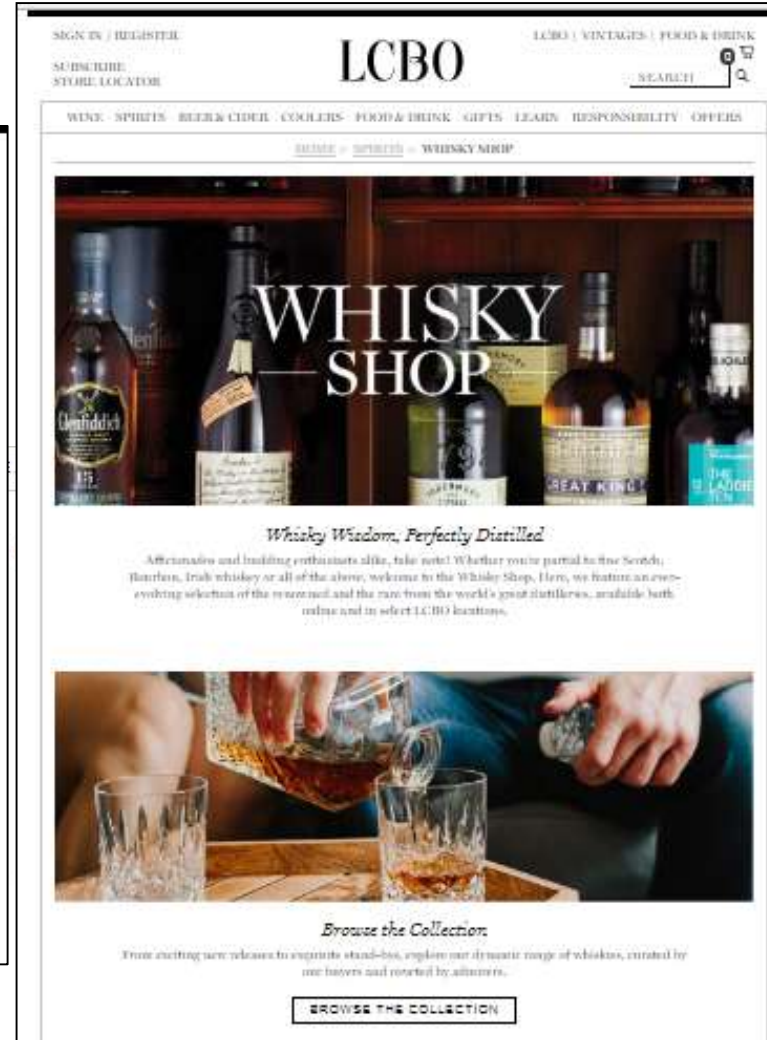 SIGN IN / REGISTER
LCBO
LCBO | VINTAGES | FOOD & DRINK
0
SUBSCRIBE
STORE LOCATOR
SEARCH
WINE SPIRITS BEER & CIDER COOLERS FOOD & DRINK GIFTS LEARN RESPONSIBILITY OFFERS
HOME SPIRITS WHISKY SHOP
WHISKY
SHOP
Glenfiddich
15
GREAT KING
THE
LADDIE
TEN
Whisky Wisdom, Perfectly Distilled
Afficionados and budding enthusiasts alike, take note! Whether you're partial to fine Scotch,
Bourbon, Irish whiskey or all of the above, welcome to the Whisky Shop. Here, we feature an ever-
evolving selection of the renowned and the rare from the world's great distilleries, available both
online and in select LCBO locations.
Browse the Collection
From exciting new releases to exquisite stand-bys, explore our dynamic range of whiskies, curated by
our buyers and coveted by admirers.
BROWSE THE COLLECTION